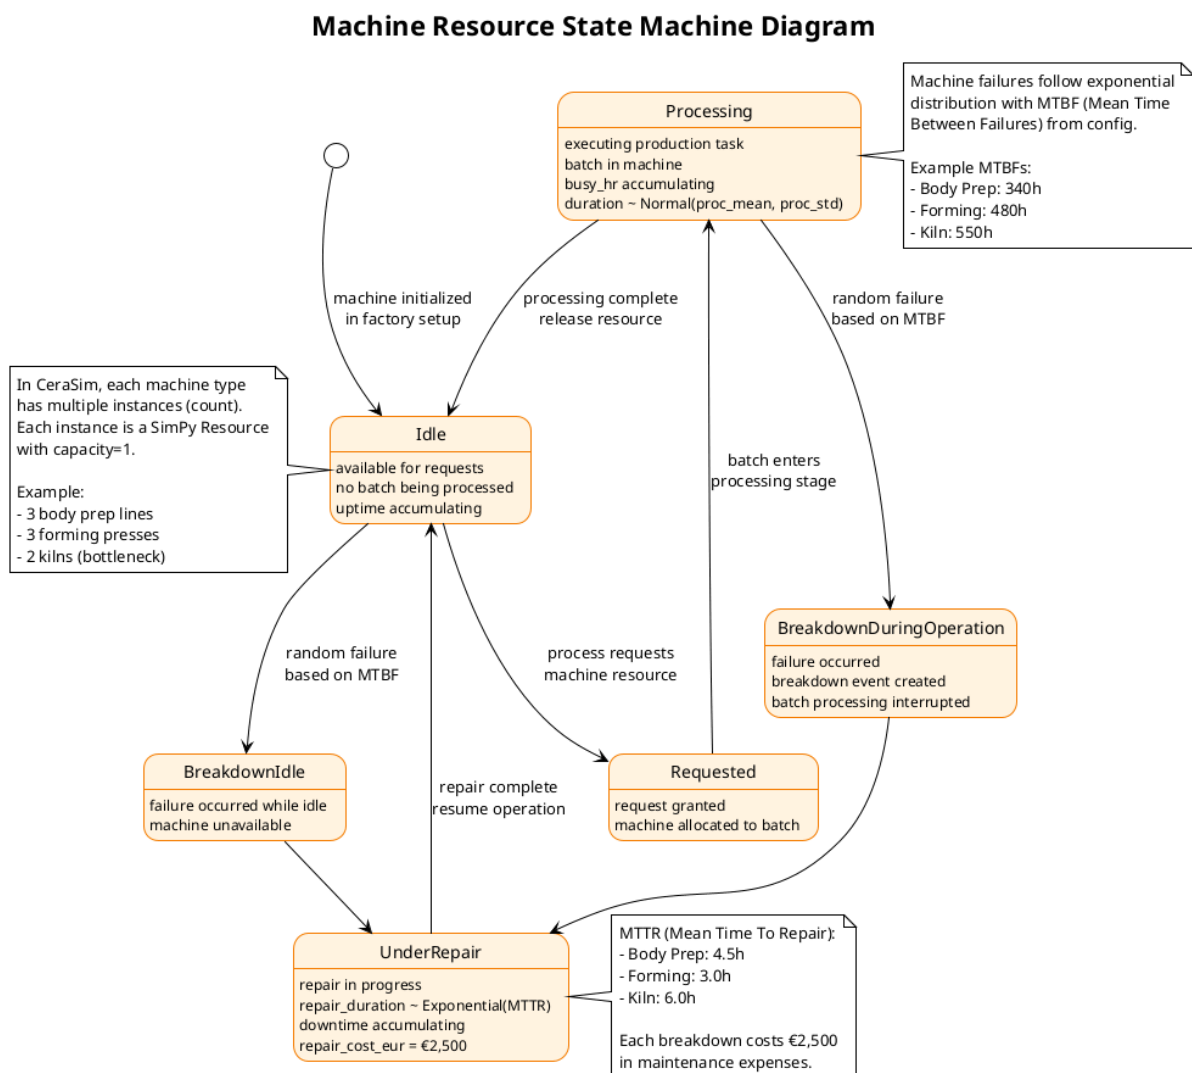 Machine Resource State Machine Diagram
Machine failures follow exponential
distribution with MTBF (Mean Time
Between Failures) from config.
Example MTBFs:
- Body Prep: 340h
- Forming: 480h
- Kiln: 550h
Processing
executing production task
batch in machine
busy_hr accumulating
duration ~ Normal(proc_mean, proc_std)
machine initialized
in factory setup
processing complete
release resource
random failure
based on MTBF
In CeraSim, each machine type
has multiple instances (count).
Each instance is a SimPy Resource
with capacity=1.
Example:
- 3 body prep lines
- 3 forming presses
- 2 kilns (bottleneck)
Idle
available for requests
no batch being processed
uptime accumulating
batch enters
processing stage
random failure
based on MTBF
process requests
machine resource
BreakdownDuringOperation
failure occurred
breakdown event created
batch processing interrupted
BreakdownIdle
failure occurred while idle
machine unavailable
repair complete
resume operation
Requested
request granted
machine allocated to batch
UnderRepair
repair in progress
repair_duration ~ Exponential(MTTR)
downtime accumulating
repair_cost_eur = €2,500
MTTR (Mean Time To Repair):
- Body Prep: 4.5h
- Forming: 3.0h
- Kiln: 6.0h
Each breakdown costs €2,500
in maintenance expenses.